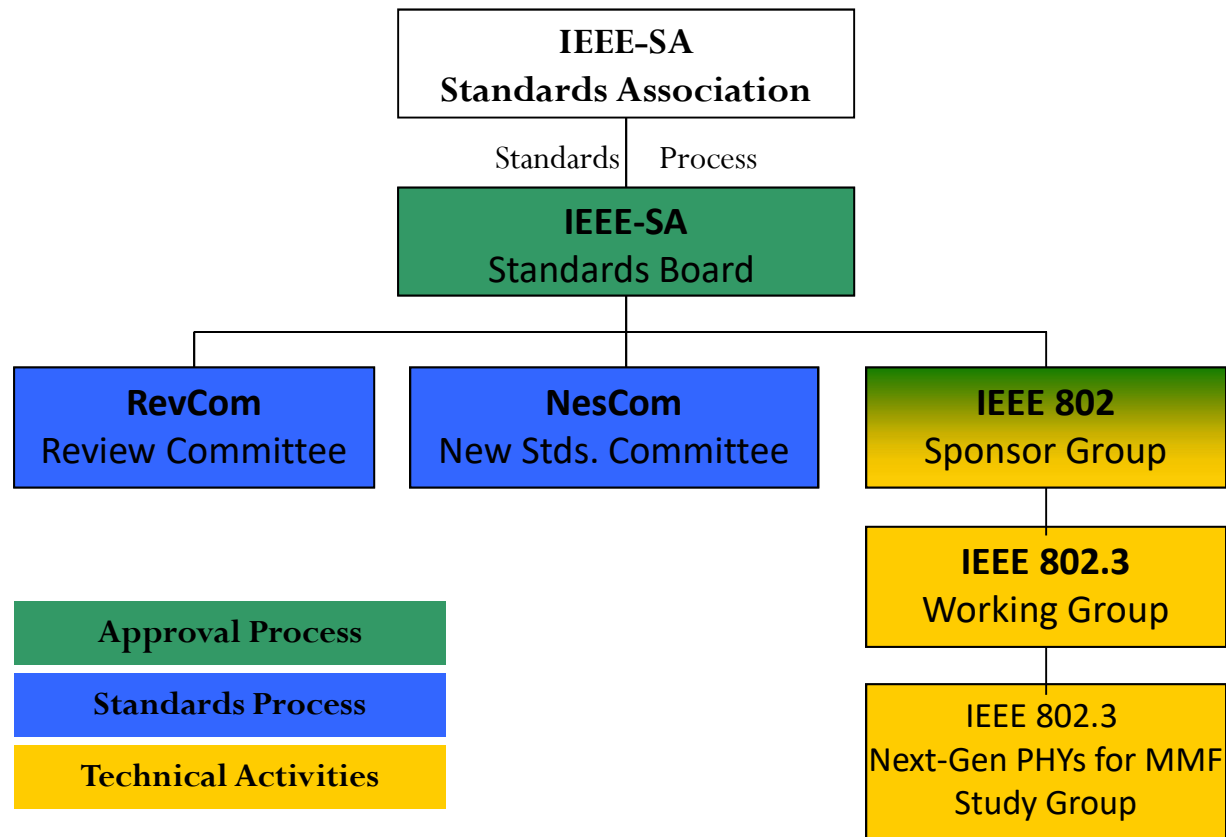 IEEE-SA
Standards Association
Standards Process
IEEE-SA
Standards Board
RevCom
Review Committee
NesCom
New Stds. Committee
IEEE 802
Sponsor Group
IEEE 802.3
Working Group
IEEE 802.3
Next-Gen PHYs for MMF
Study Group
Approval Process
Standards Process
Technical Activities